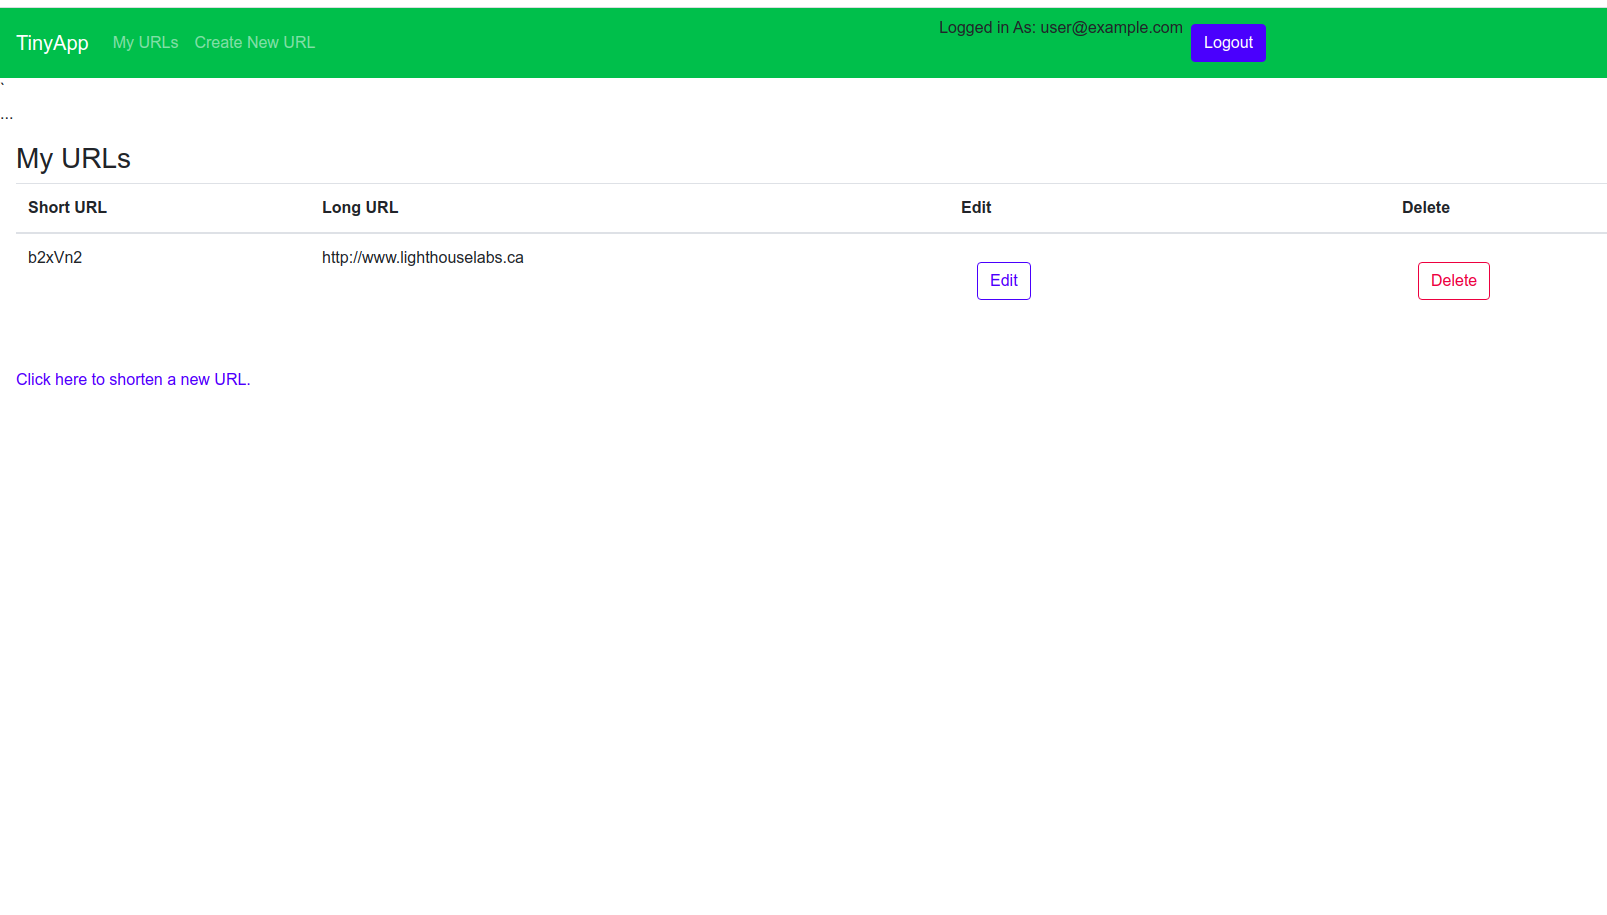 TinyApp My URLs Create New URL Logged in As: user@example.com Logout
`
...
My URLs
Short URL Long URL Edit Delete
b2xVn2 http://www.lighthouselabs.ca Edit Delete
Click here to shorten a new URL.